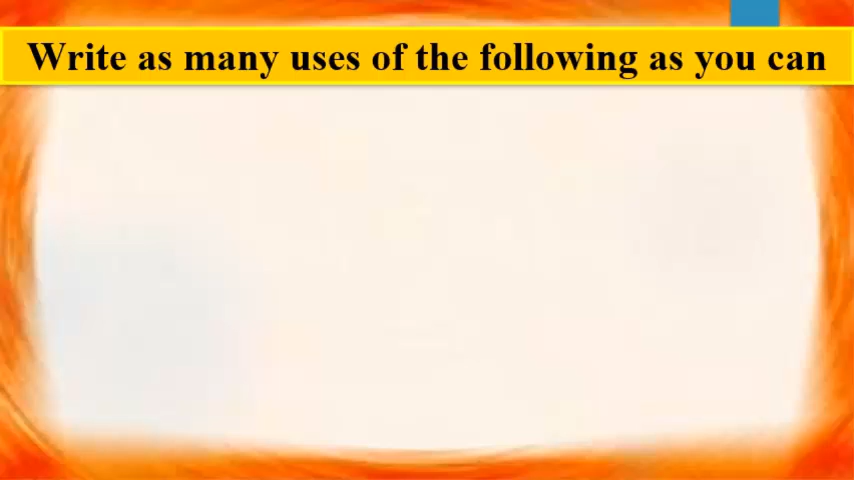 Write as many uses of the following as you can